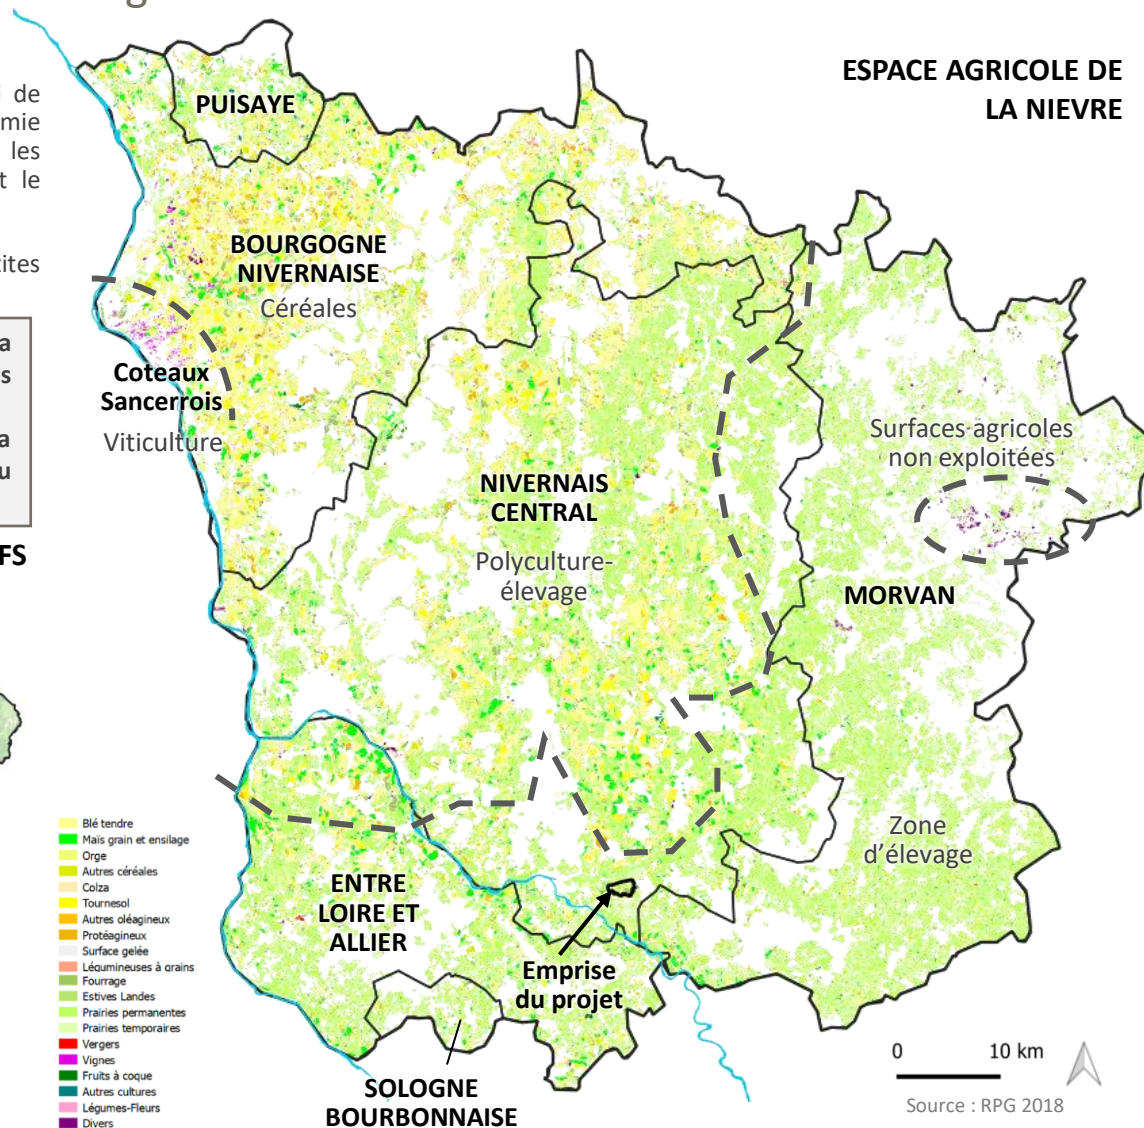 g
i de
mie
les
t le
ites
a
s
a
u
FS
ESPACE AGRICOLE DE
LA NIEVRE
PUISAYE
BOURGOGNE
NIVERNAISE
Céréales
Coteaux
Sancerrois
Viticulture
NIVERNAIS
CENTRAL
Polyculture-
élevage
Surfaces agricoles
non exploitées
MORVAN
Zone
d'élevage
ENTRE
LOIRE ET
ALLIER
Emprise
du projet
SOLOGNE
BOURBONNAISE
Blé tendre
Maïs grain et ensilage
Orge
Autres céréales
Colza
Tournesol
Autres oléagineux
Protéagineux
Surface gelée
Légumineuses à grains
Fourrage
Estives Landes
Prairies permanentes
Prairies temporaires
Vergers
Vignes
Fruits à coque
Autres cultures
Légumes-Fleurs
Divers
0 10 km
Source : RPG 2018